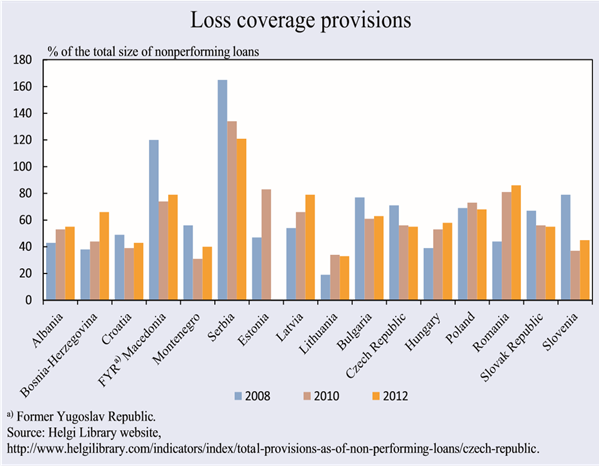 Loss coverage provisions
% of the total size of nonperforming loans
180
160
140
120
100
80
60
40
20
0
Albania
Bosnia-Herzegovina
Croatia
FYR a) Macedonia
Montenegro
Serbia
Estonia
Latvia
Lithuania
Bulgaria
Czech Republic
Hungary
Poland
Romania
Slovak Republic
Slovenia
2008 2010 2012
a) Former Yugoslav Republic.
Source: Helgi Library website,
http://www.helgilibrary.com/indicators/index/total-provisions-as-of-non-performing-loans/czech-republic.